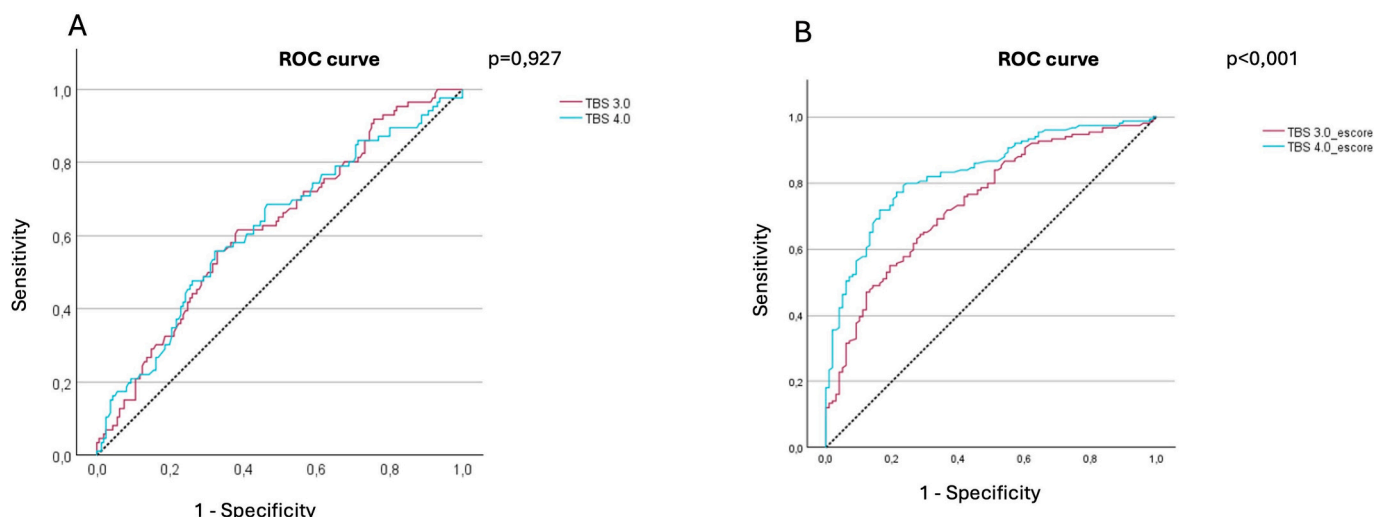 A
ROC curve
p=0,927
TBS 3.0
TBS 4.0
1,0
0,8
0,6
0,4
0,2
0,0
Sensitivity
0,0 0,2 0,4 0,6 0,8 1,0
1 - Specificity
B
ROC curve
p<0,001
TBS 3.0_escore
TBS 4.0_escore
1,0
0,8
0,6
0,4
0,2
0,0
Sensitivity
0,0 0,2 0,4 0,6 0,8 1,0
1 - Specificity